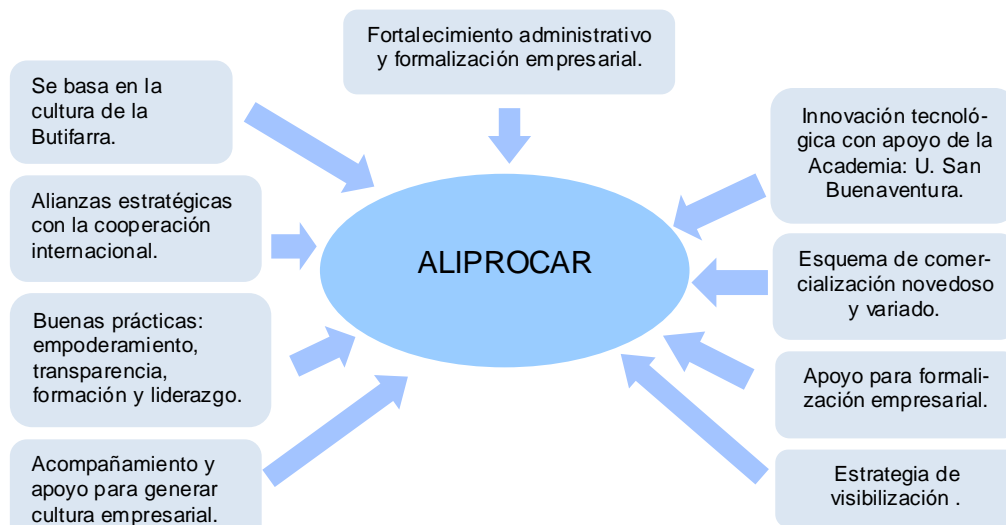 Fortalecimiento administrativo
y formalización empresarial.
Se basa en la
cultura de la
Butifarra.
Alianzas estratégicas
con la cooperación
internacional.
Buenas prácticas:
empoderamiento,
transparencia,
formación y liderazgo.
Acompañamiento y
apoyo para generar
cultura empresarial.
ALIPROCAR
Innovación tecnoló-
gica con apoyo de la
Academia: U. San
Buenaventura.
Esquema de comer-
cialización novedoso
y variado.
Apoyo para formali-
zación empresarial.
Estrategia de
visibilización .